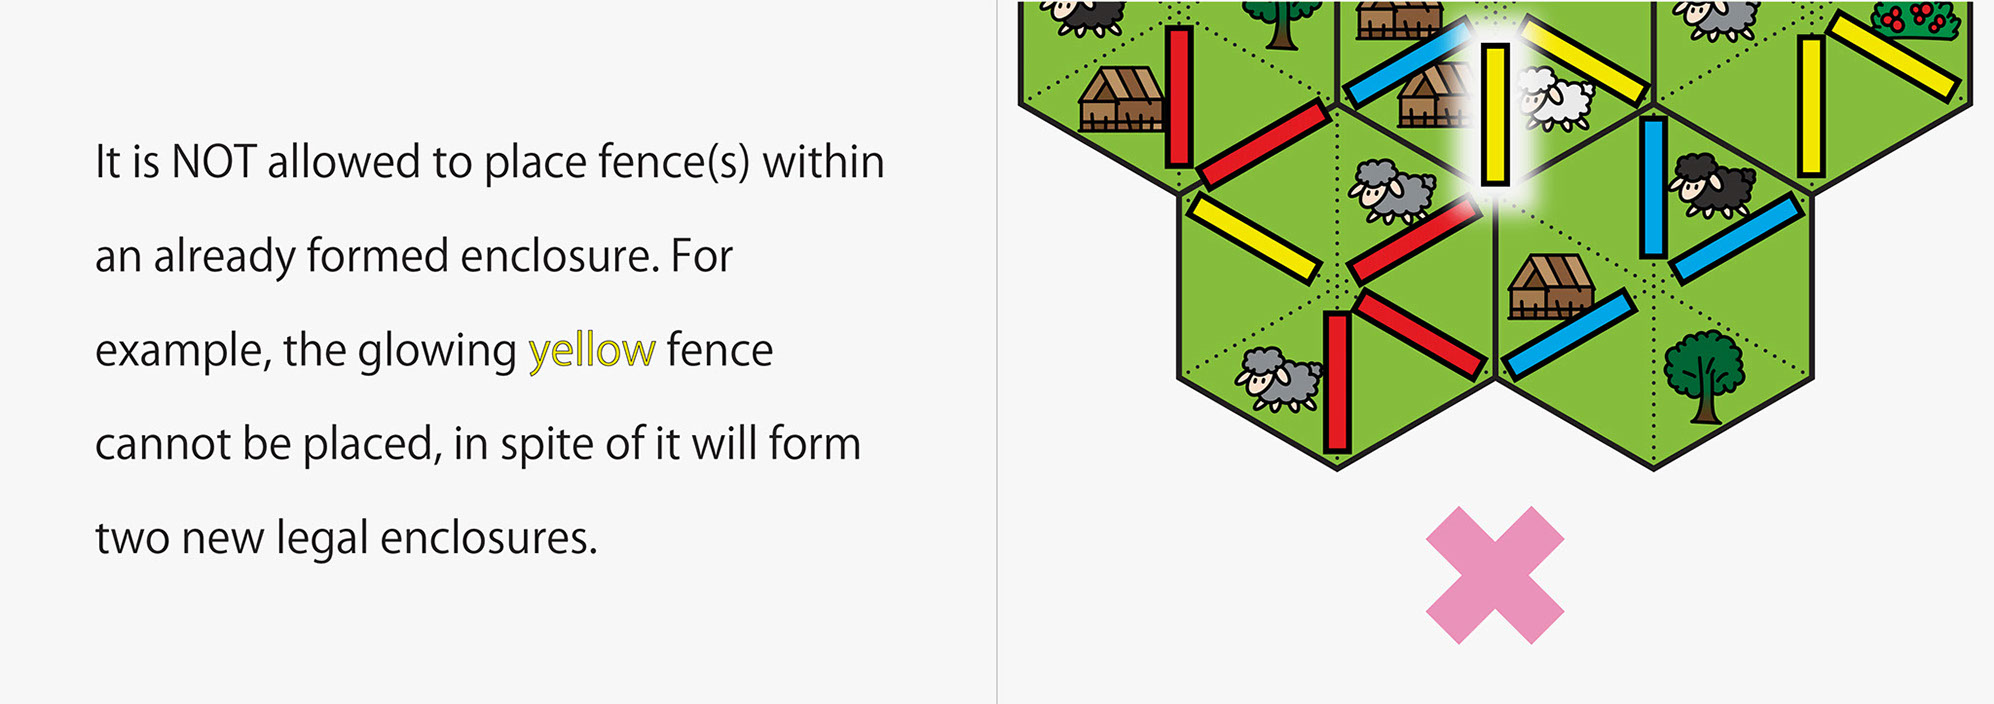 It is NOT allowed to place fence(s) within
an already formed enclosure. For
example, the glowing yellow fence
cannot be placed, in spite of it will form
two new legal enclosures.